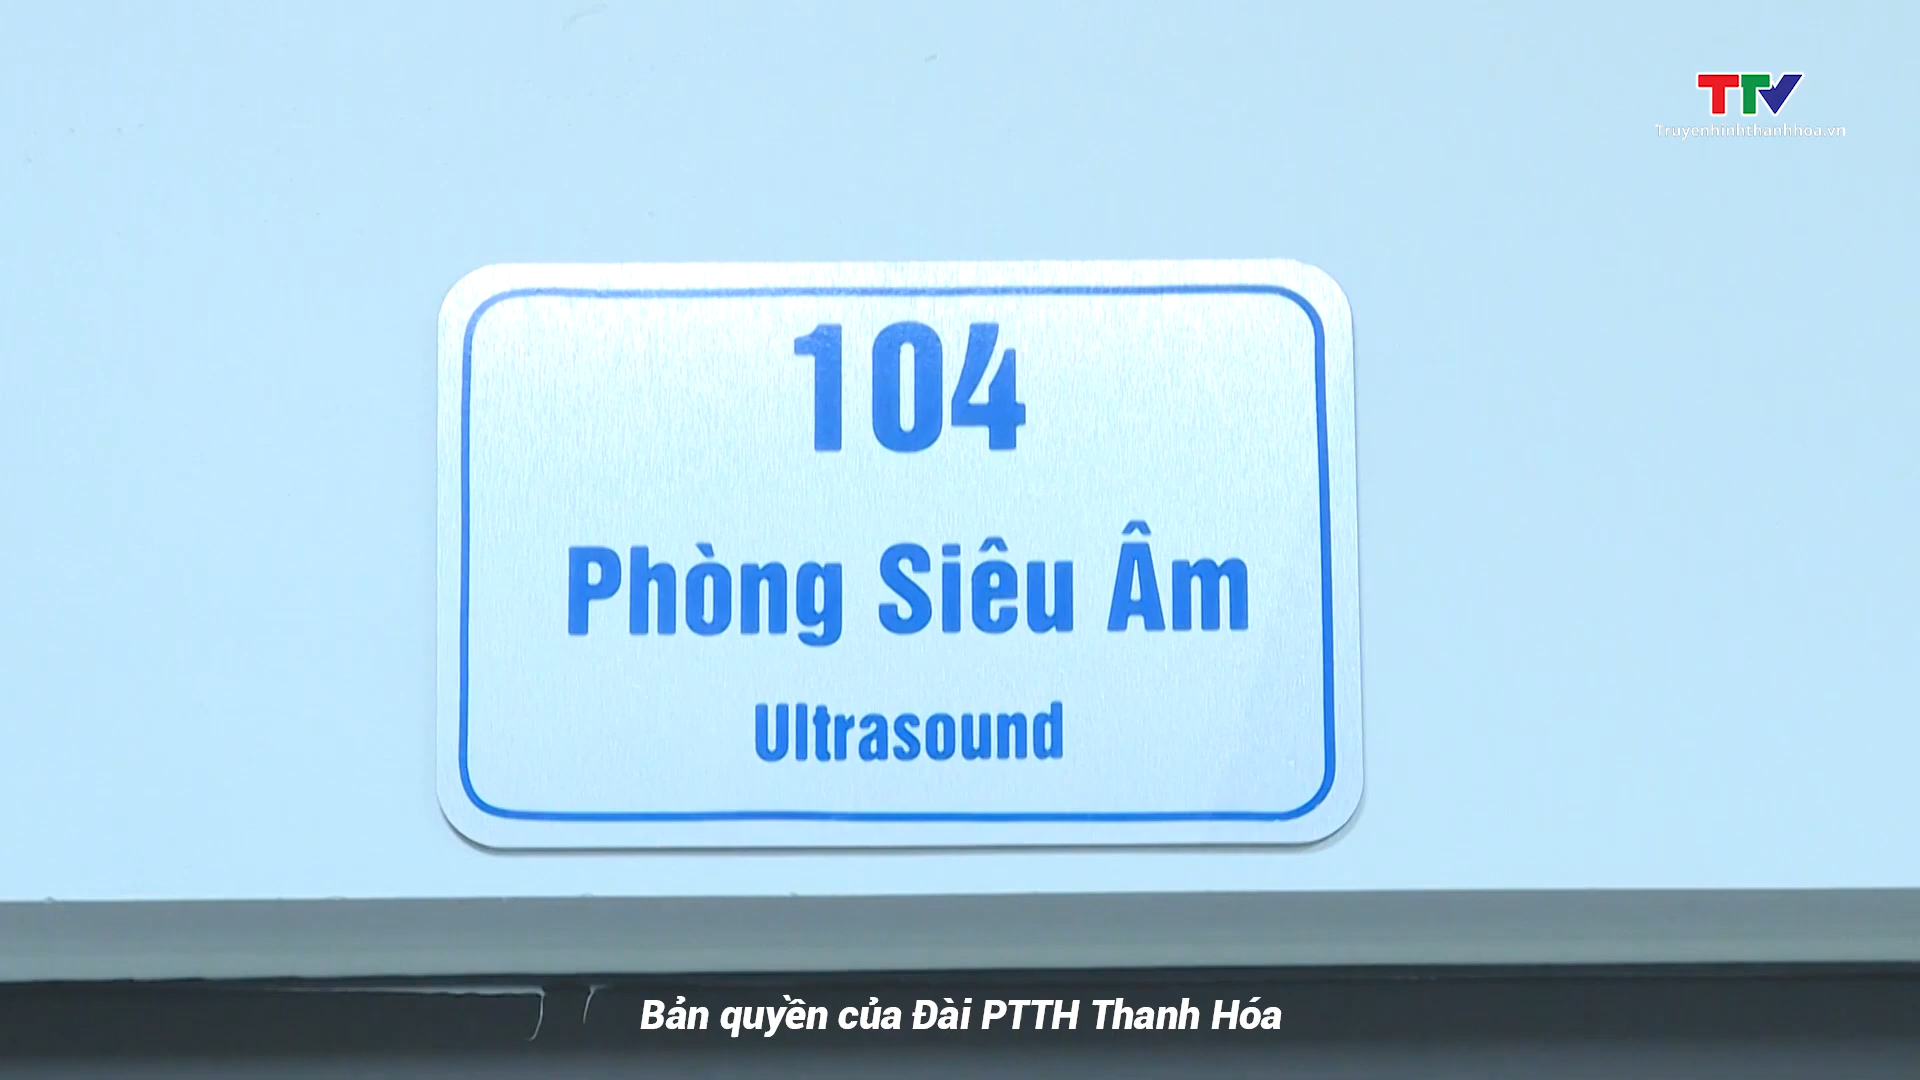 TTV
Truyenhinhthanhhoa.vn
104
Phòng Siêu Âm
Ultrasound
Bản quyền của Đài PTTH Thanh Hóa